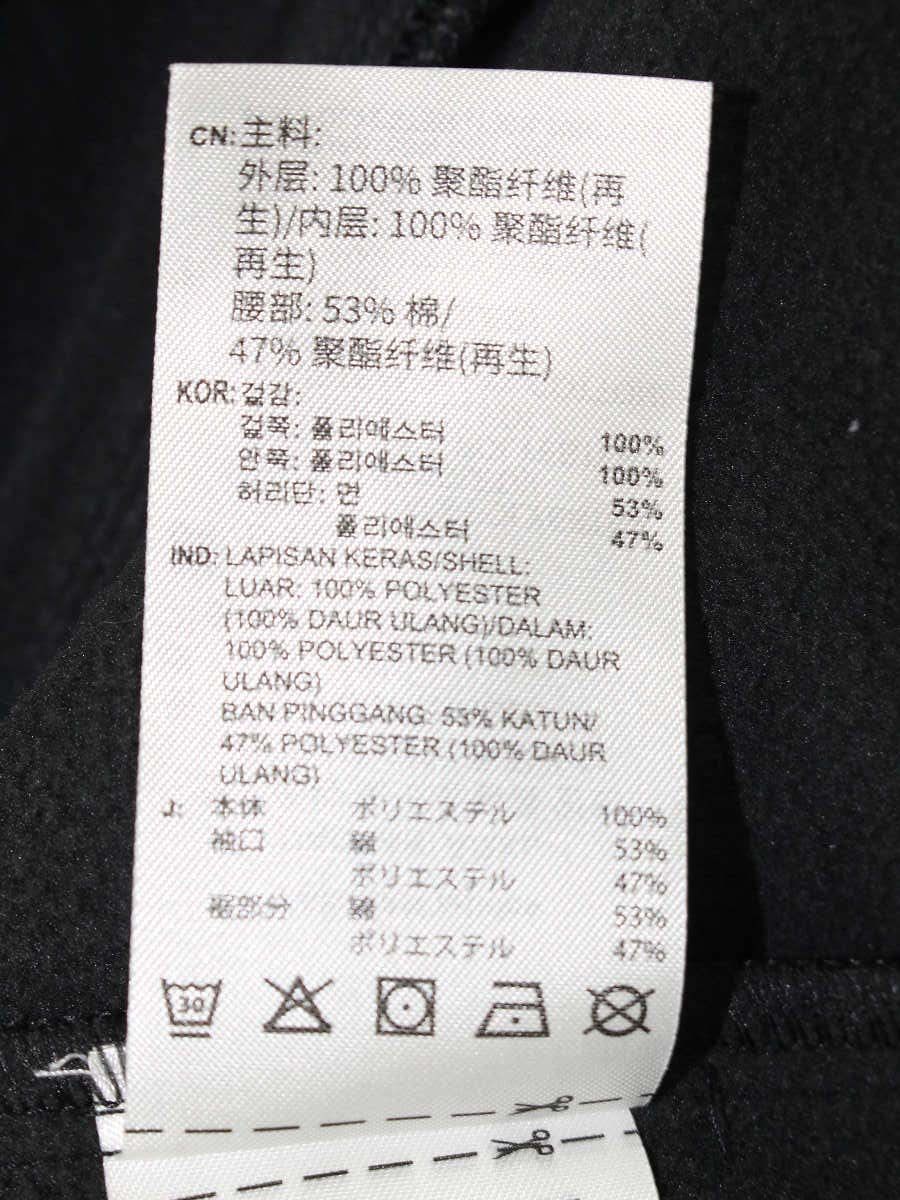 CN: 主料:
外层: 100% 聚酯纤维(再
生)/内层: 100% 聚酯纤维(
再生)
腰部: 53% 棉/
47% 聚酯纤维(再生)
KOR: 겉감:
겉쪽: 폴리에스터 100%
안쪽: 폴리에스터 100%
허리단: 면 53%
폴리에스터 47%
IND: LAPISAN KERAS/SHELL:
LUAR: 100% POLYESTER
(100% DAUR ULANG)/DALAM:
100% POLYESTER (100% DAUR
ULANG)
BAN PINGGANG: 53% KATUN/
47% POLYESTER (100% DAUR
ULANG)
J: 本体 ポリエステル 100%
袖口 綿 53%
ポリエステル 47%
裾部分 綿 53%
ポリエステル 47%
30